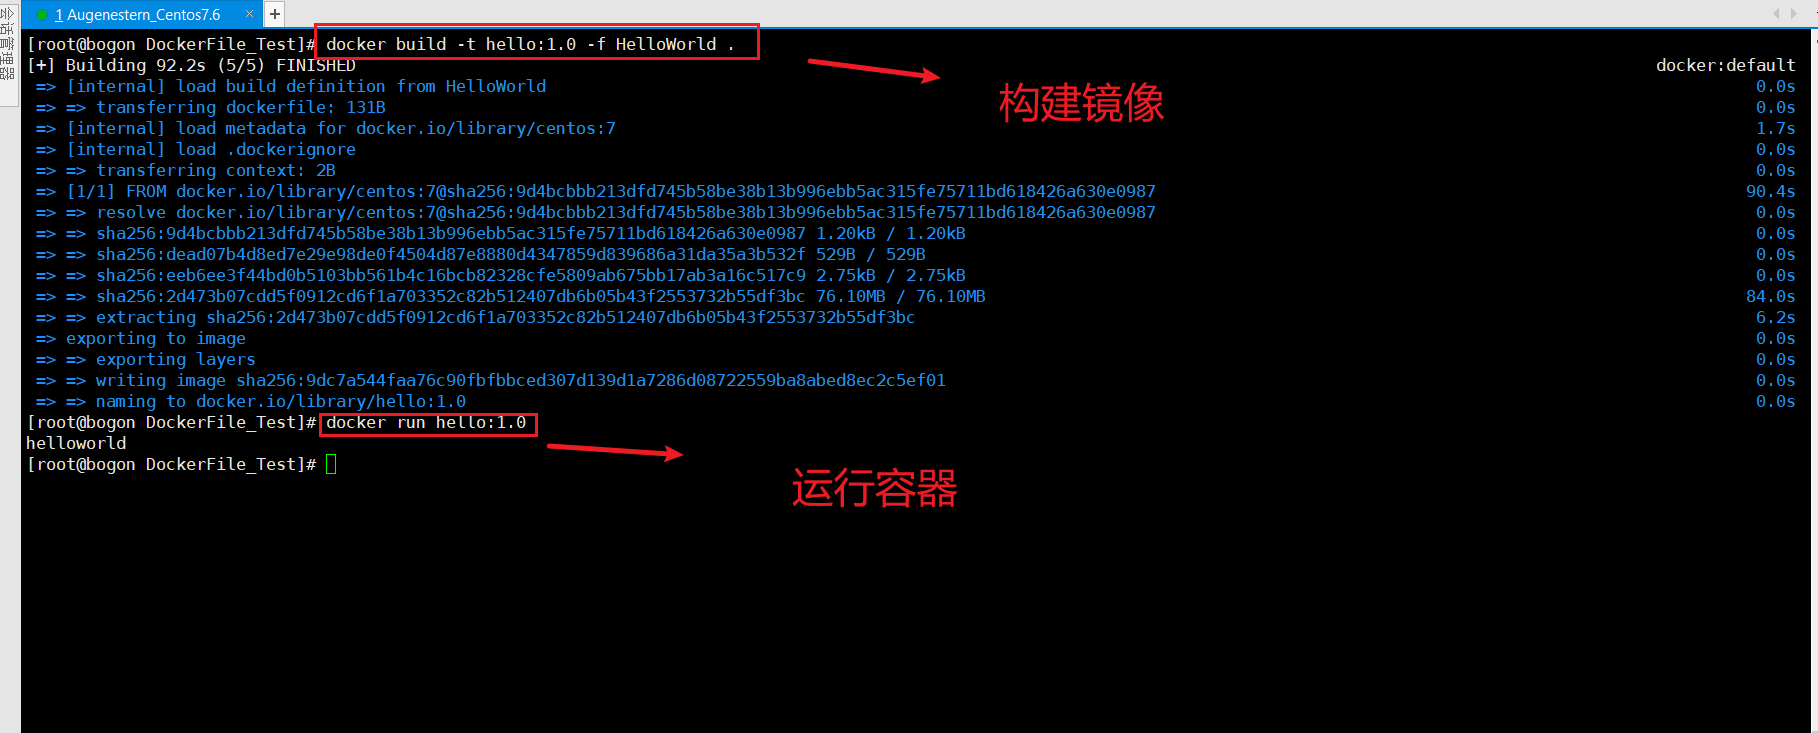 会话管理器
1 Augenestern_Centos7.6 × +
[root@bogon DockerFile_Test]# docker build -t hello:1.0 -f HelloWorld .
[+] Building 92.2s (5/5) FINISHED docker:default
=> [internal] load build definition from HelloWorld 0.0s
=> => transferring dockerfile: 131B 0.0s
构建镜像
=> [internal] load metadata for docker.io/library/centos:7 1.7s
=> [internal] load .dockerignore 0.0s
=> => transferring context: 2B 0.0s
=> [1/1] FROM docker.io/library/centos:7@sha256:9d4bcbbb213dfd745b58be38b13b996ebb5ac315fe75711bd618426a630e0987 90.4s
=> => resolve docker.io/library/centos:7@sha256:9d4bcbbb213dfd745b58be38b13b996ebb5ac315fe75711bd618426a630e0987 0.0s
=> => sha256:9d4bcbbb213dfd745b58be38b13b996ebb5ac315fe75711bd618426a630e0987 1.20kB / 1.20kB 0.0s
=> => sha256:dead07b4d8ed7e29e98de0f4504d87e8880d4347859d839686a31da35a3b532f 529B / 529B 0.0s
=> => sha256:eeb6ee3f44bd0b5103bb561b4c16bcb82328cfe5809ab675bb17ab3a16c517c9 2.75kB / 2.75kB 0.0s
=> => sha256:2d473b07cdd5f0912cd6f1a703352c82b512407db6b05b43f2553732b55df3bc 76.10MB / 76.10MB 84.0s
=> => extracting sha256:2d473b07cdd5f0912cd6f1a703352c82b512407db6b05b43f2553732b55df3bc 6.2s
=> exporting to image 0.0s
=> => exporting layers 0.0s
=> => writing image sha256:9dc7a544faa76c90fbfbbced307d139d1a7286d08722559ba8abed8ec2c5ef01 0.0s
=> => naming to docker.io/library/hello:1.0 0.0s
[root@bogon DockerFile_Test]# docker run hello:1.0
helloworld
[root@bogon DockerFile_Test]#
运行容器